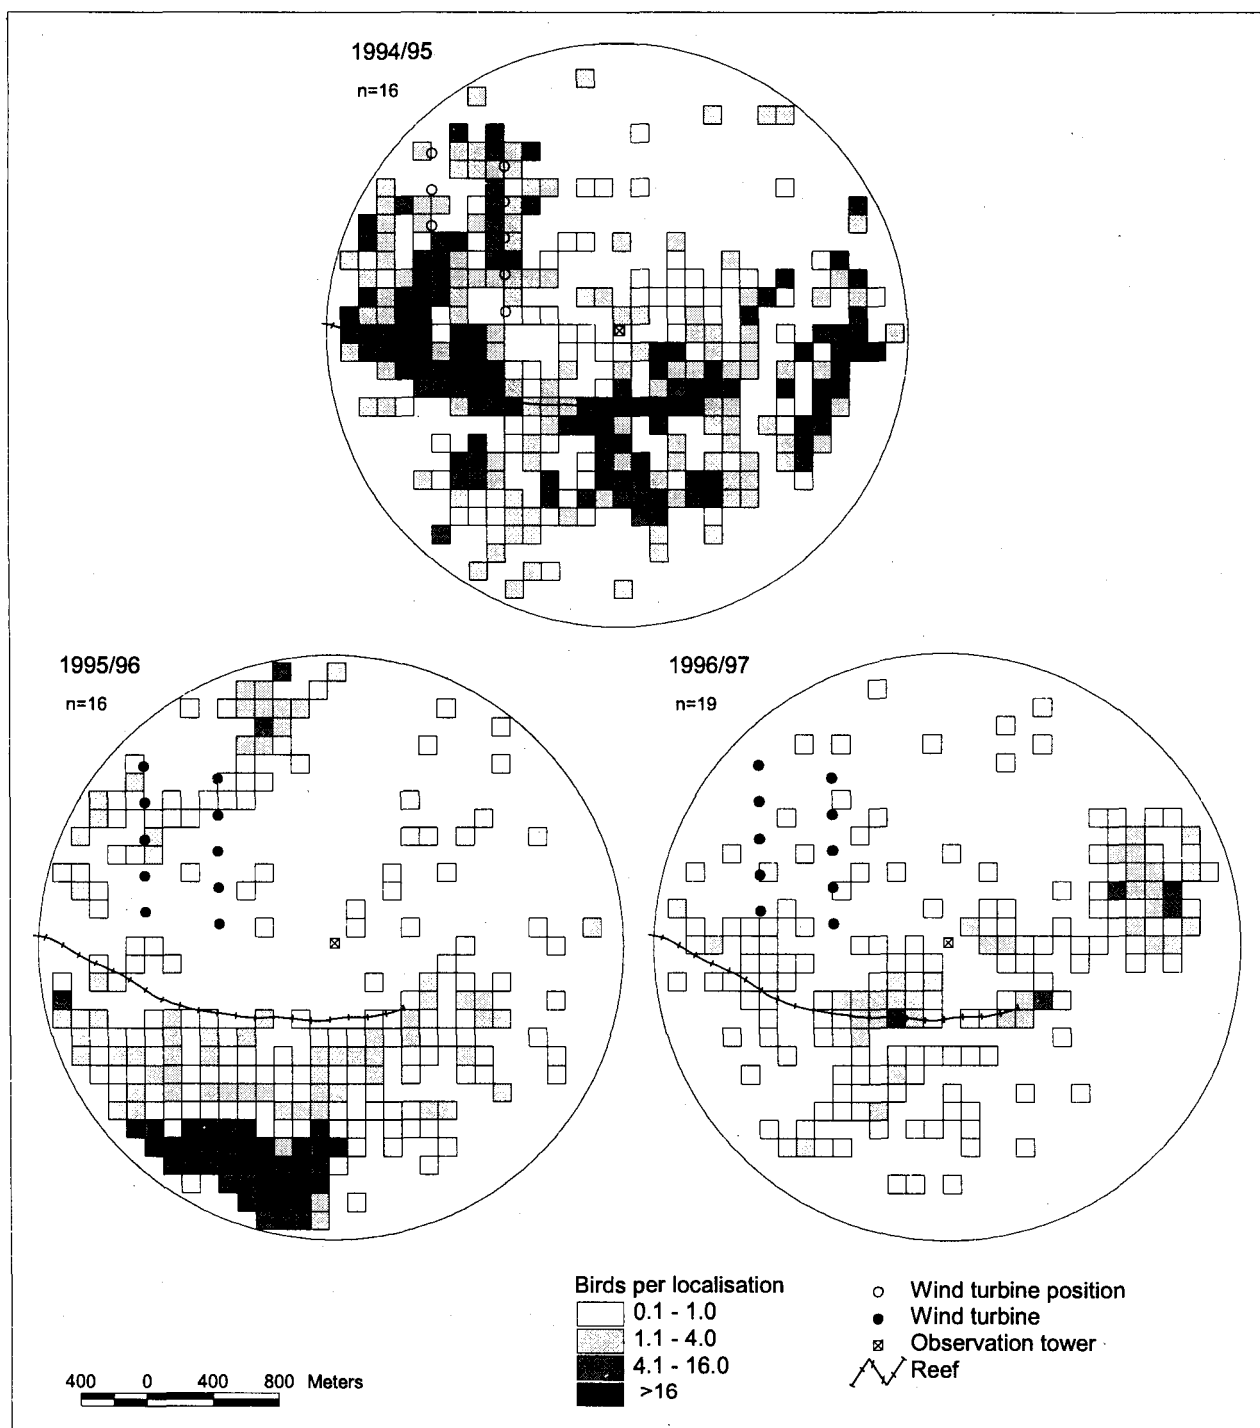 1994/95
n=16
1995/96
n=16
1996/97
n=19
Birds per localisation
0.1 - 1.0
1.1 - 4.0
4.1 - 16.0
>16
Wind turbine position
Wind turbine
Observation tower
Reef
400 0 400 800 Meters